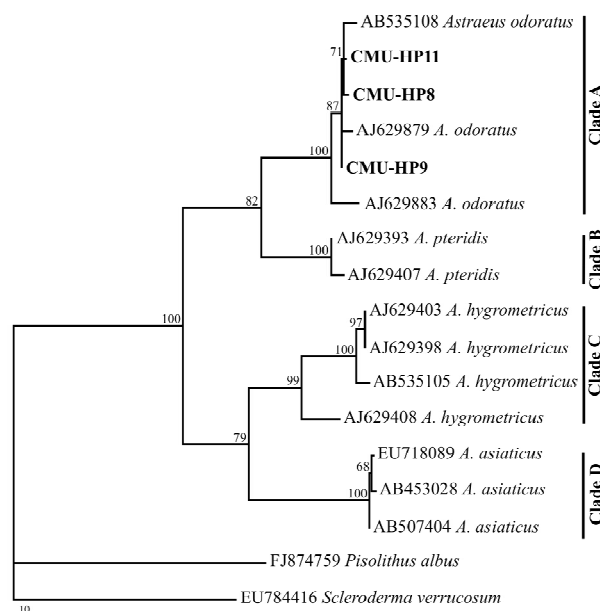 AB535108 Astraeus odoratus
71
CMU-HP11
CMU-HP8
87
AJ629879 A. odoratus
CMU-HP9
100
AJ629883 A. odoratus
Clade A
82
AJ629393 A. pteridis
100
AJ629407 A. pteridis
Clade B
100
AJ629403 A. hygrometricus
97
AJ629398 A. hygrometricus
100
AB535105 A. hygrometricus
99
AJ629408 A. hygrometricus
Clade C
79
EU718089 A. asiaticus
68
AB453028 A. asiaticus
100
AB507404 A. asiaticus
Clade D
FJ874759 Pisolithus albus
EU784416 Scleroderma verrucosum
10